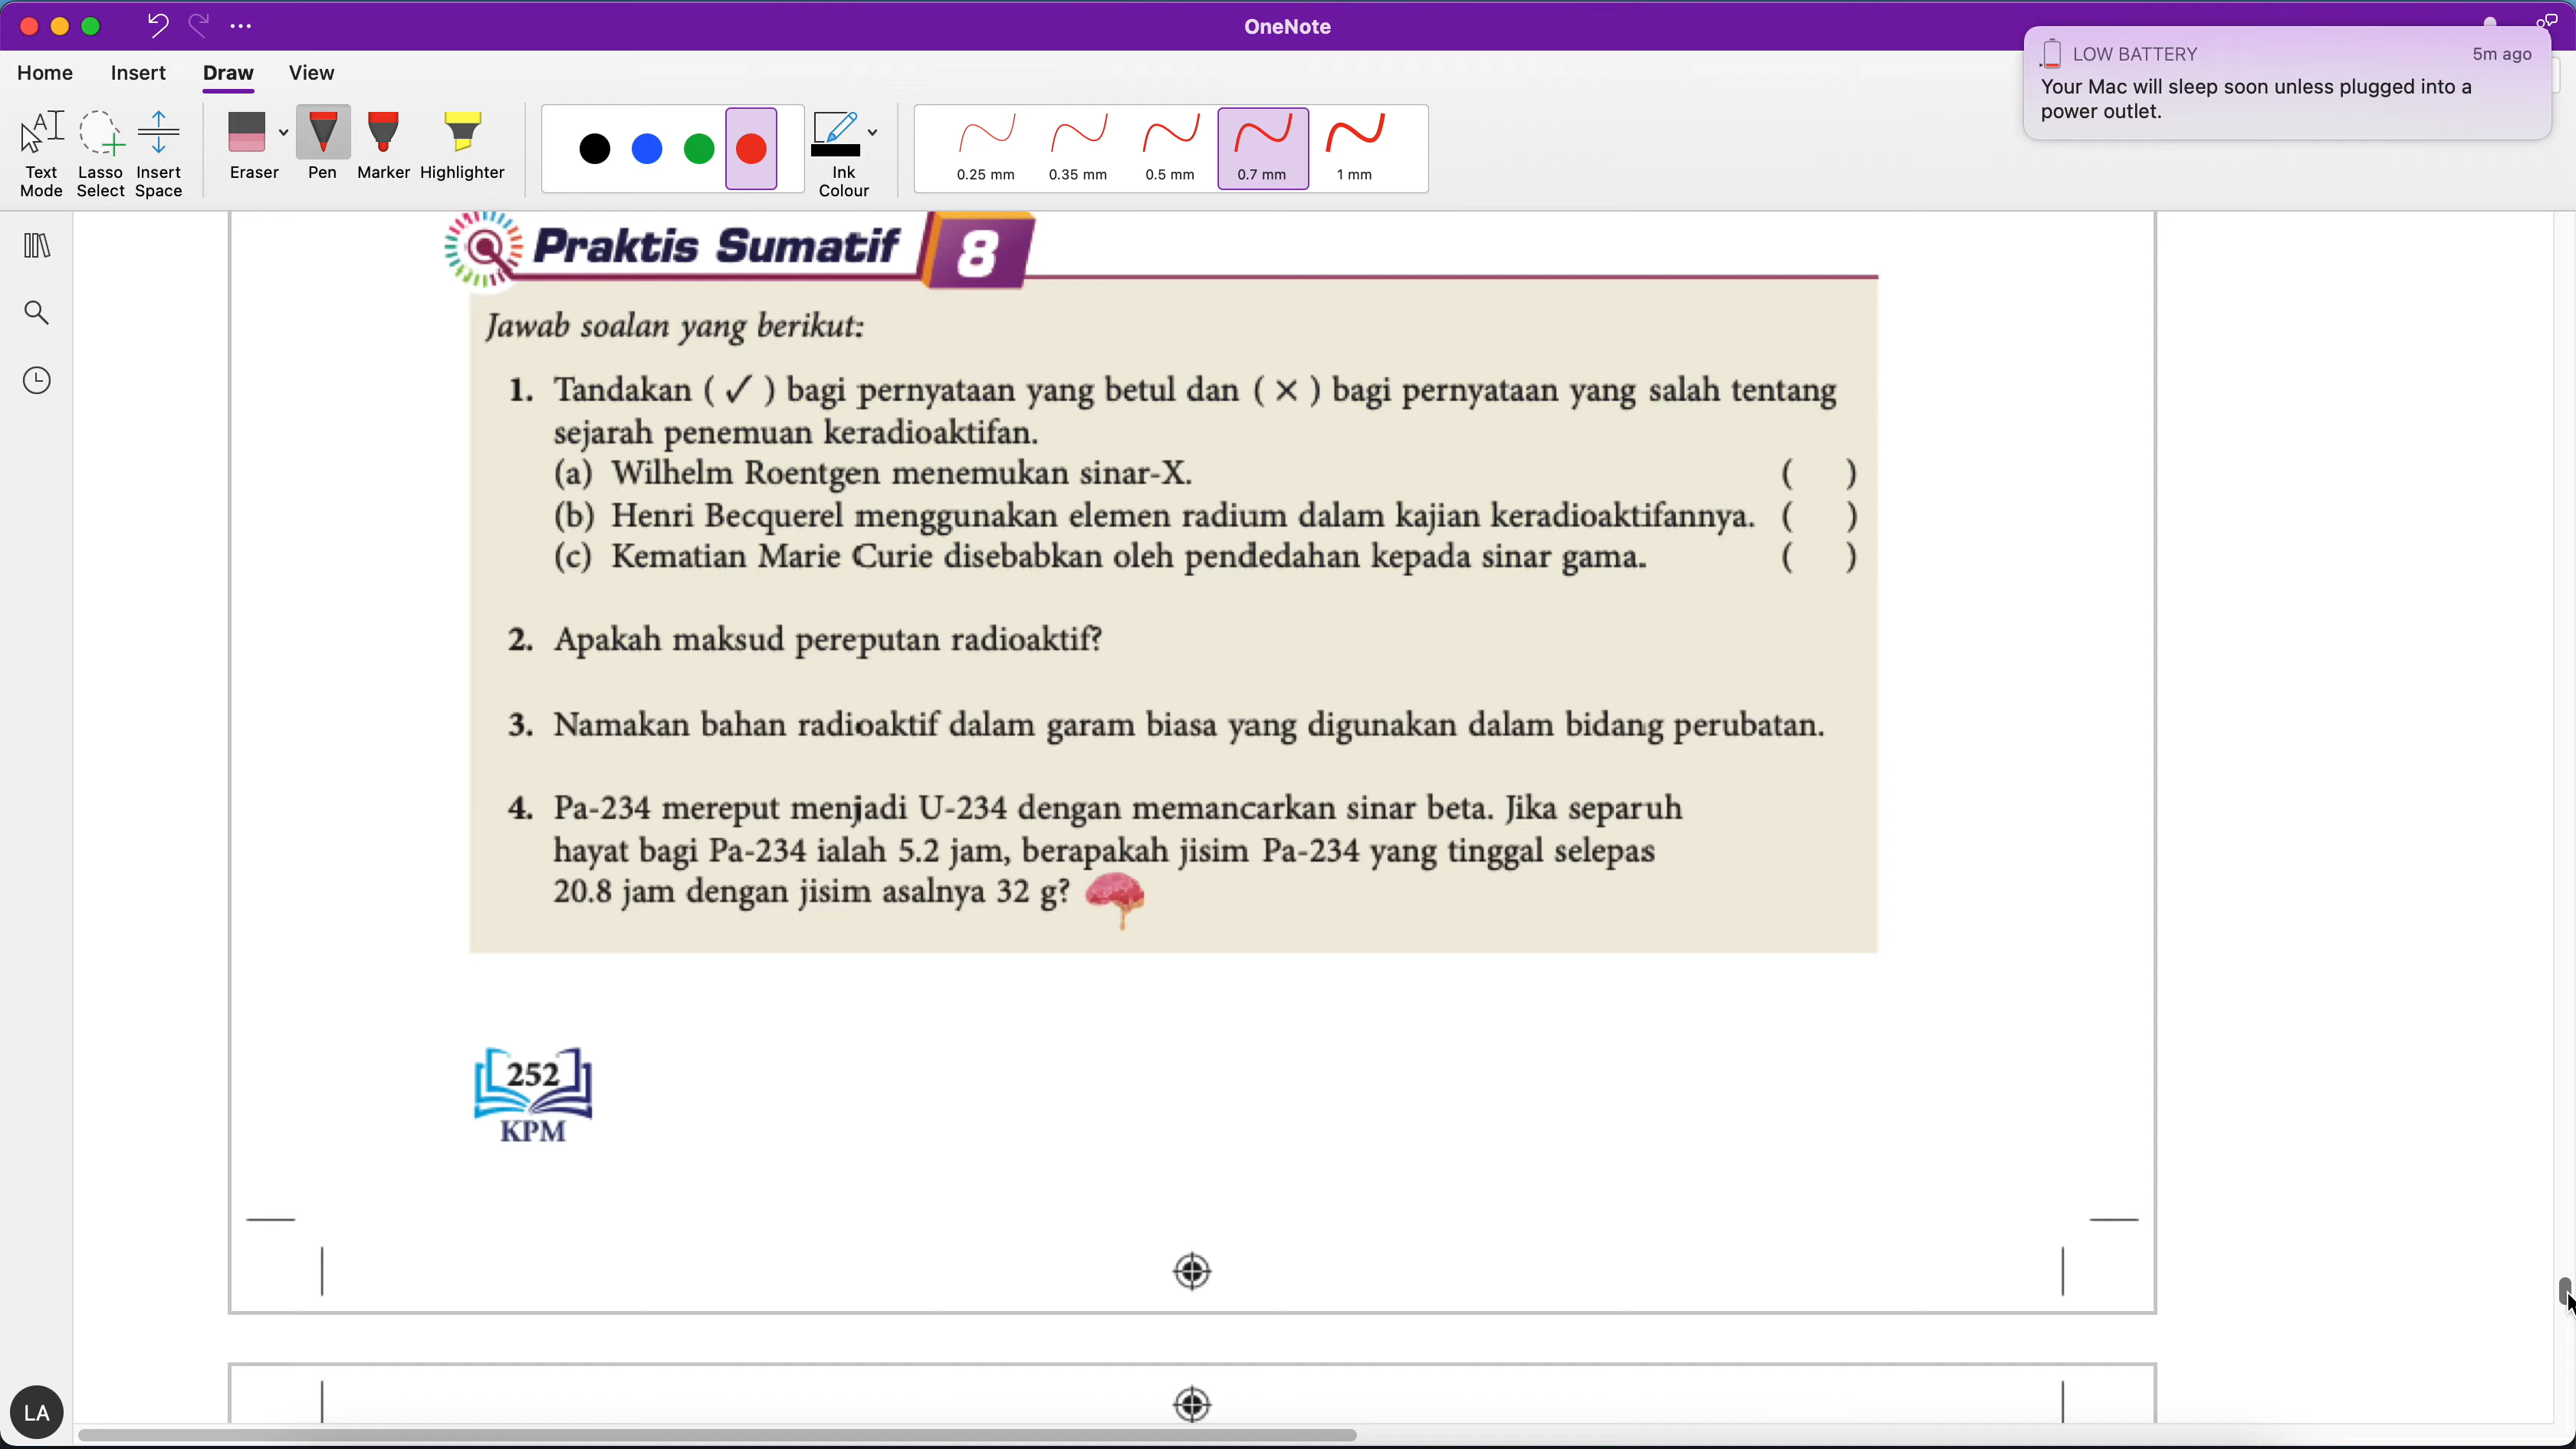 OneNote
LOW BATTERY 5m ago
Your Mac will sleep soon unless plugged into a
power outlet.
Home Insert Draw View
Text Mode
Lasso Select
Insert Space
Eraser
Pen
Marker
Highlighter
Ink Colour
0.25 mm
0.35 mm
0.5 mm
0.7 mm
1 mm
Praktis Sumatif 8
Jawab soalan yang berikut:
1. Tandakan ( ✓ ) bagi pernyataan yang betul dan ( × ) bagi pernyataan yang salah tentang
sejarah penemuan keradioaktifan.
(a) Wilhelm Roentgen menemukan sinar-X. ( )
(b) Henri Becquerel menggunakan elemen radium dalam kajian keradioaktifannya. ( )
(c) Kematian Marie Curie disebabkan oleh pendedahan kepada sinar gama. ( )
2. Apakah maksud pereputan radioaktif?
3. Namakan bahan radioaktif dalam garam biasa yang digunakan dalam bidang perubatan.
4. Pa-234 mereput menjadi U-234 dengan memancarkan sinar beta. Jika separuh
hayat bagi Pa-234 ialah 5.2 jam, berapakah jisim Pa-234 yang tinggal selepas
20.8 jam dengan jisim asalnya 32 g?
252
KPM
LA